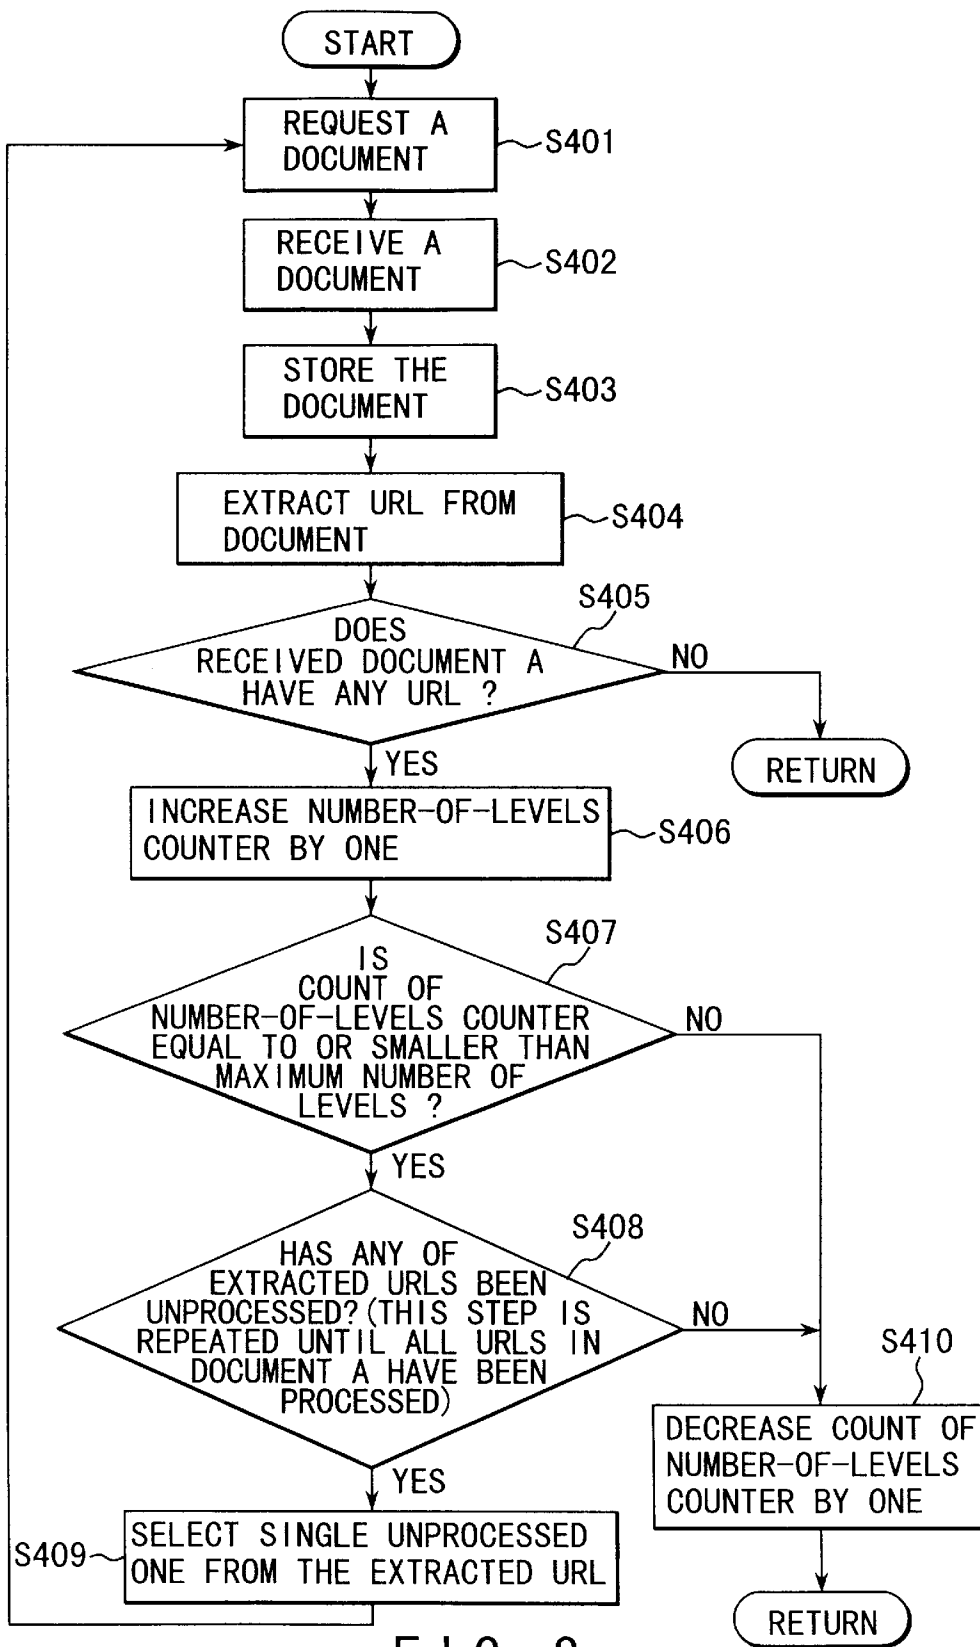 START
REQUEST A
DOCUMENT
S401
RECEIVE A
DOCUMENT
S402
STORE THE
DOCUMENT
S403
EXTRACT URL FROM
DOCUMENT
S404
S405
DOES
RECEIVED DOCUMENT A
HAVE ANY URL ?
NO
YES
RETURN
INCREASE NUMBER-OF-LEVELS
COUNTER BY ONE
S406
S407
IS
COUNT OF
NUMBER-OF-LEVELS COUNTER
EQUAL TO OR SMALLER THAN
MAXIMUM NUMBER OF
LEVELS ?
NO
YES
S408
HAS ANY OF
EXTRACTED URLS BEEN
UNPROCESSED?(THIS STEP IS
REPEATED UNTIL ALL URLS IN
DOCUMENT A HAVE BEEN
PROCESSED)
NO
YES
S410
DECREASE COUNT OF
NUMBER-OF-LEVELS
COUNTER BY ONE
S409
SELECT SINGLE UNPROCESSED
ONE FROM THE EXTRACTED URL
RETURN